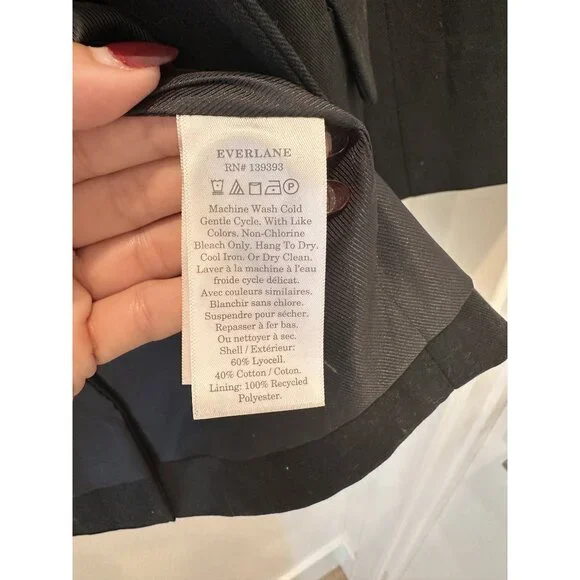 EVERLANE
RN# 139393
Machine Wash Cold
Gentle Cycle. With Like
Colors. Non-Chlorine
Bleach Only. Hang To Dry.
Cool Iron. Or Dry Clean.
Laver à la machine à l'eau
froide cycle délicat.
Avec couleurs similaires.
Blanchir sans chlore.
Suspendre pour sécher.
Repasser à fer bas.
Ou nettoyer à sec.
Shell / Extérieur:
60% Lyocell.
40% Cotton / Coton.
Lining: 100% Recycled
Polyester.